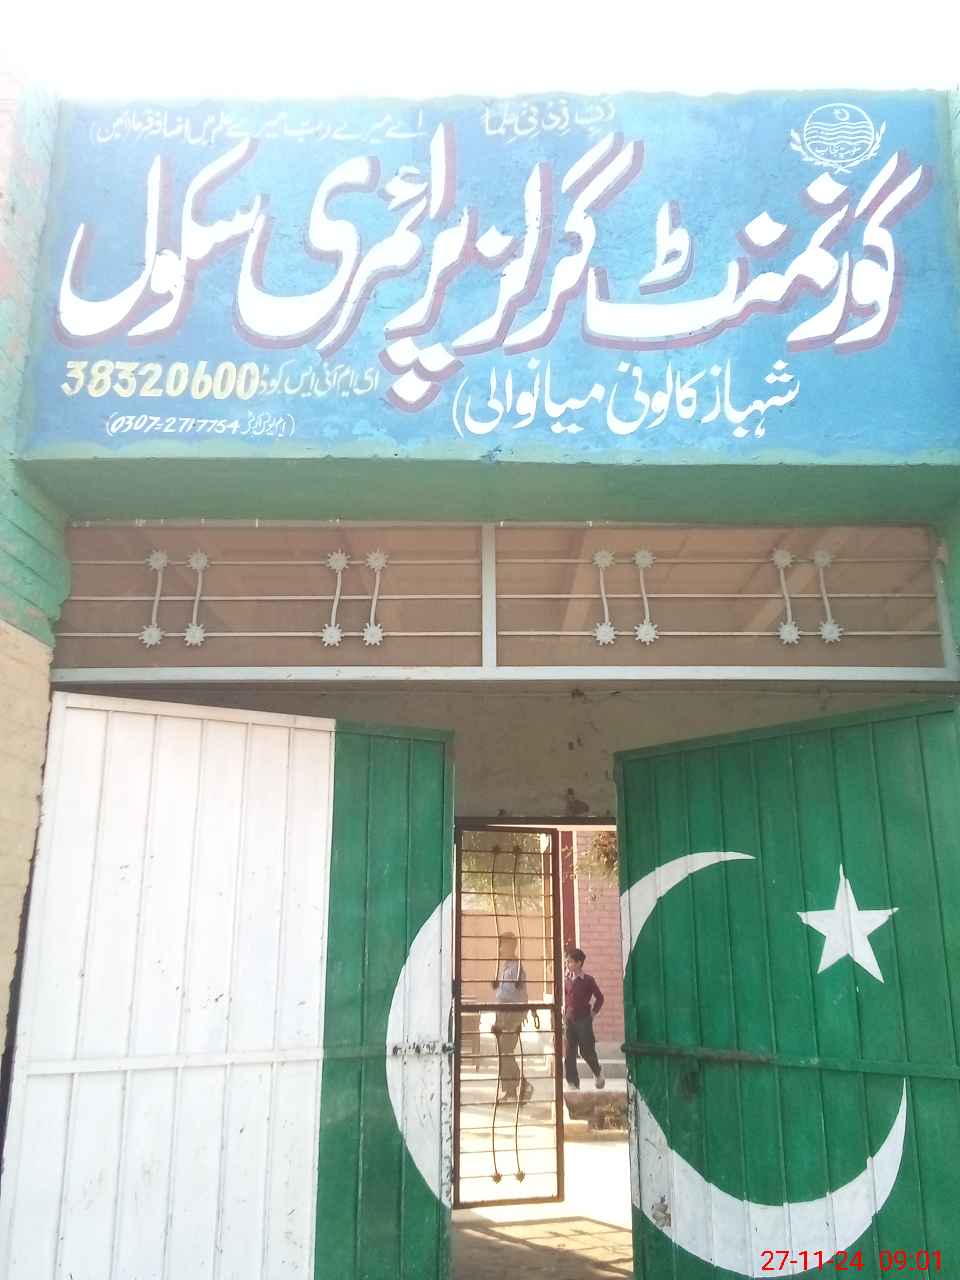 رَبِّ زِدْنِی عِلْمًا
اے میرے رب میرے علم میں اضافہ فرما (آمین)
گورنمنٹ گرلز پرائمری سکول
شہباز کالونی میانوالی)
ای ایم آئی ایس کوڈ 38320600
(0307-2717754)
27-11-24 09:01